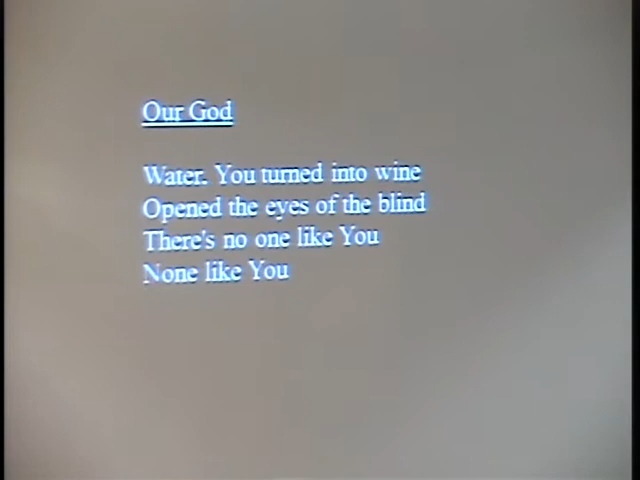 Our God
Water. You turned into wine
Opened the eyes of the blind
There's no one like You
None like You